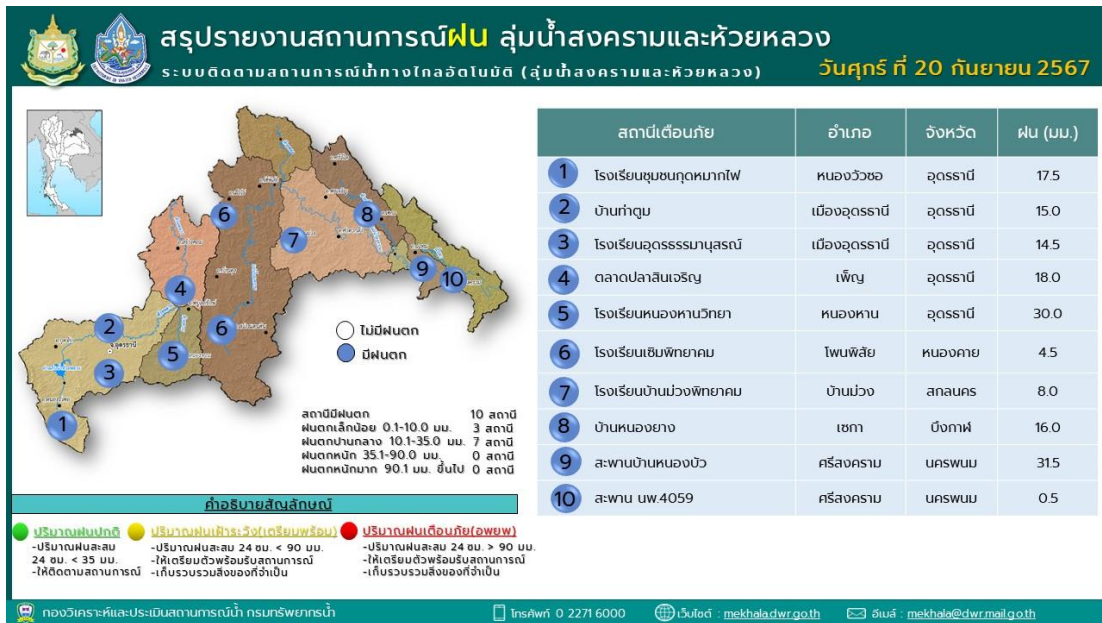 สรุปรายงานสถานการณ์ฝน ลุ่มน้ำสงครามและห้วยหลวง
ระบบติดตามสถานการณ์น้ำทางไกลอัตโนมัติ (ลุ่มน้ำสงครามและห้วยหลวง)
วันศุกร์ ที่ 20 กันยายน 2567
6
8
7
9
10
4
2
6
5
3
1
ไม่มีฝนตก
มีฝนตก
สถานีมีฝนตก 10 สถานี
ฝนตกเล็กน้อย 0.1-10.0 มม. 3 สถานี
ฝนตกปานกลาง 10.1-35.0 มม. 7 สถานี
ฝนตกหนัก 35.1-90.0 มม. 0 สถานี
ฝนตกหนักมาก 90.1 มม. ขึ้นไป 0 สถานี
สถานีเตือนภัย อำเภอ จังหวัด ฝน (มม.)
1 โรงเรียนชุมชนกุดหมากไฟ หนองวัวซอ อุดรธานี 17.5
2 บ้านท่าตูม เมืองอุดรธานี อุดรธานี 15.0
3 โรงเรียนอุดรธรรมานุสรณ์ เมืองอุดรธานี อุดรธานี 14.5
4 ตลาดปลาสินเจริญ เพ็ญ อุดรธานี 18.0
5 โรงเรียนหนองหานวิทยา หนองหาน อุดรธานี 30.0
6 โรงเรียนเซิมพิทยาคม โพนพิสัย หนองคาย 4.5
7 โรงเรียนบ้านม่วงพิทยาคม บ้านม่วง สกลนคร 8.0
8 บ้านหนองยาง เซกา บึงกาฬ 16.0
9 สะพานบ้านหนองบัว ศรีสงคราม นครพนม 31.5
10 สะพาน นพ.4059 ศรีสงคราม นครพนม 0.5
คำอธิบายสัญลักษณ์
ปริมาณฝนปกติ
-ปริมาณฝนสะสม
24 ชม. < 35 มม.
-ให้ติดตามสถานการณ์
ปริมาณฝนเฝ้าระวัง(เตรียมพร้อม)
-ปริมาณฝนสะสม 24 ชม. < 90 มม.
-ให้เตรียมตัวพร้อมรับสถานการณ์
-เก็บรวบรวมสิ่งของที่จำเป็น
ปริมาณฝนเตือนภัย(อพยพ)
-ปริมาณฝนสะสม 24 ชม. > 90 มม.
-ให้เตรียมตัวพร้อมรับสถานการณ์
-เก็บรวบรวมสิ่งของที่จำเป็น
กองวิเคราะห์และประเมินสถานการณ์น้ำ กรมทรัพยากรน้ำ
โทรศัพท์ 0 2271 6000
เว็บไซต์ : mekhala.dwr.go.th
อีเมล์ : mekhala@dwr.mail.go.th